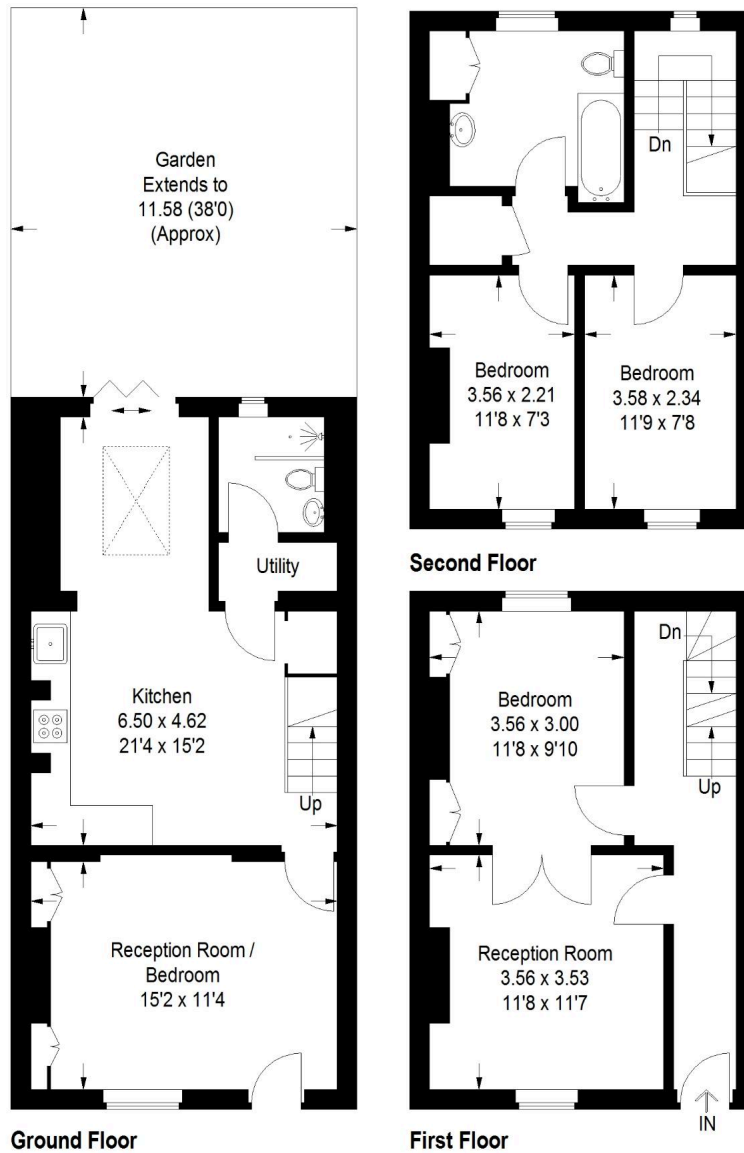 Garden
Extends to
11.58 (38'0)
(Approx)
Utility
Kitchen
6.50 x 4.62
21'4 x 15'2
Up
Reception Room /
Bedroom
15'2 x 11'4
Ground Floor
Dn
Bedroom
3.56 x 2.21
11'8 x 7'3
Bedroom
3.58 x 2.34
11'9 x 7'8
Second Floor
Dn
Bedroom
3.56 x 3.00
11'8 x 9'10
Up
Reception Room
3.56 x 3.53
11'8 x 11'7
IN
First Floor